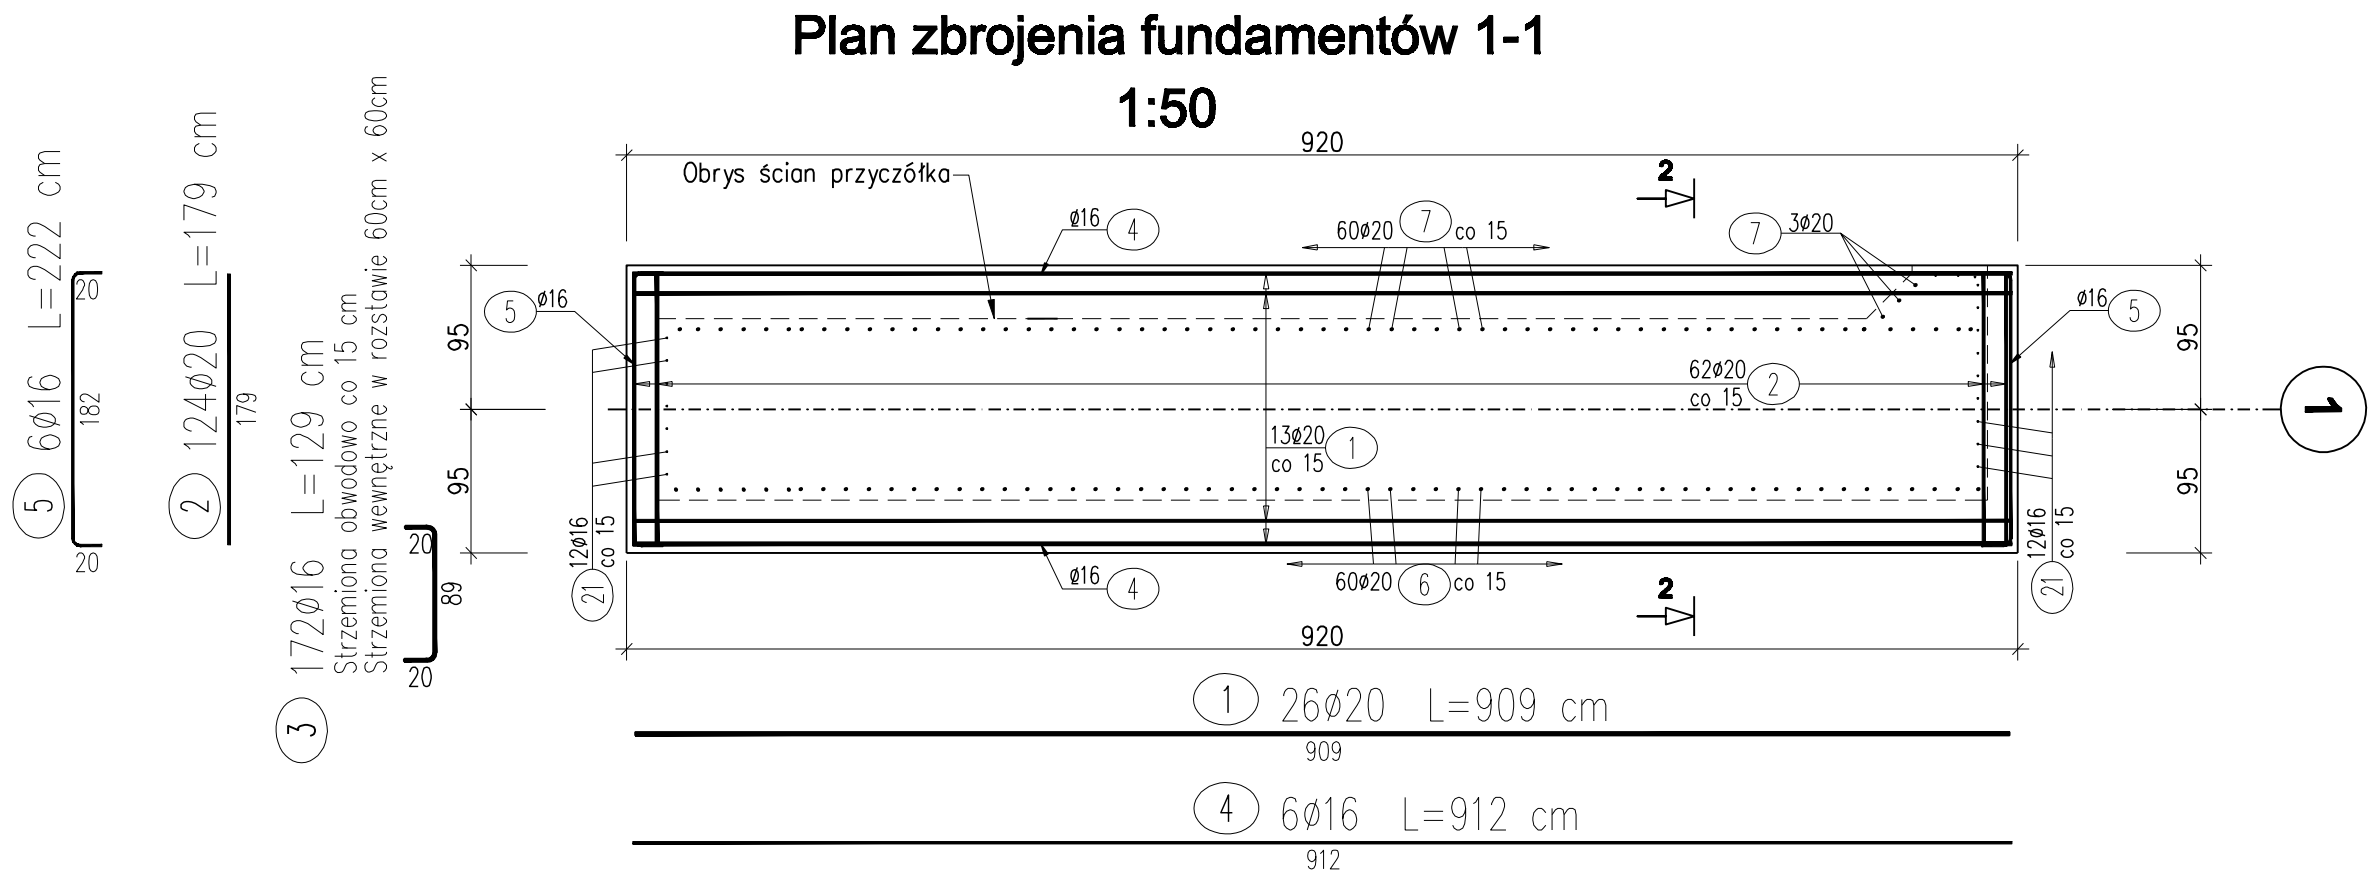 Plan zbrojenia fundamentów 1-1
1:50
920
Obrys ścian przyczółka
2
ø16
4
60ø20
7
co 15
7
3ø20
5
ø16
ø16
5
95
95
95
95
62ø20
2
co 15
13ø20
1
co 15
1
12ø16
co 15
21
12ø16
co 15
21
ø16
4
60ø20
6
co 15
2
920
1
26ø20 L=909 cm
909
4
6ø16 L=912 cm
912
5
6ø16 L=222 cm
20
182
20
2
124ø20 L=179 cm
179
3
172ø16 L=129 cm
Strzemiona obwodowo co 15 cm
Strzemiona wewnętrzne w rozstawie 60cm x 60cm
20
89
20